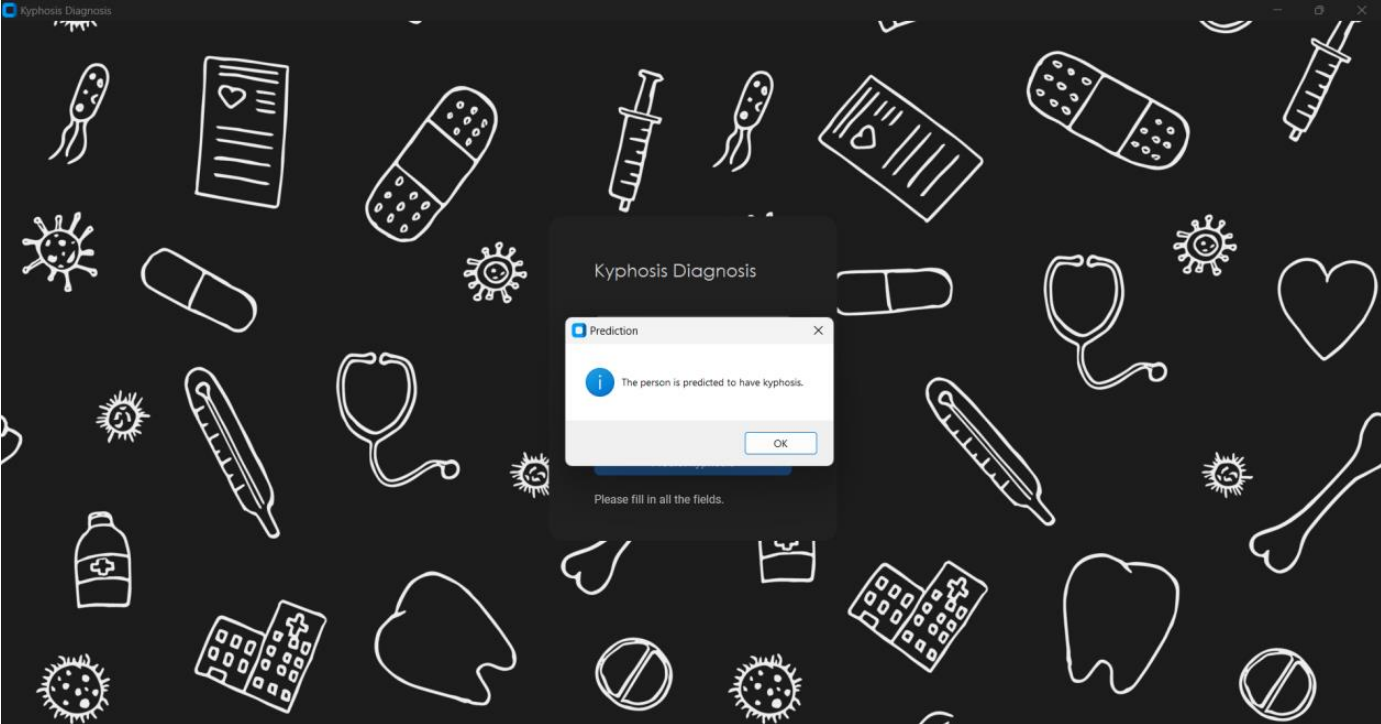 Kyphosis Diagnosis
Kyphosis Diagnosis
Prediction
The person is predicted to have kyphosis.
OK
Please fill in all the fields.